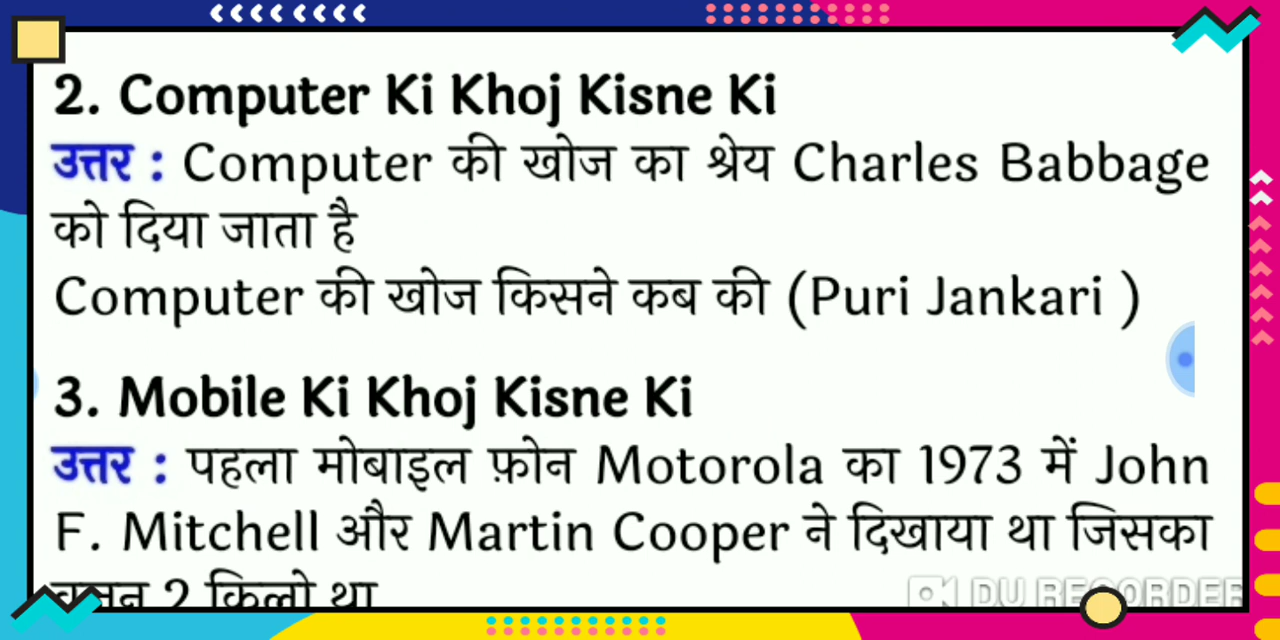 2. Computer Ki Khoj Kisne Ki
उत्तर : Computer की खोज का श्रेय Charles Babbage
को दिया जाता है
Computer की खोज किसने कब की (Puri Jankari )
3. Mobile Ki Khoj Kisne Ki
उत्तर : पहला मोबाइल फ़ोन Motorola का 1973 में John
F. Mitchell और Martin Cooper ने दिखाया था जिसका
वजन 2 किलो था
DU RECORDER